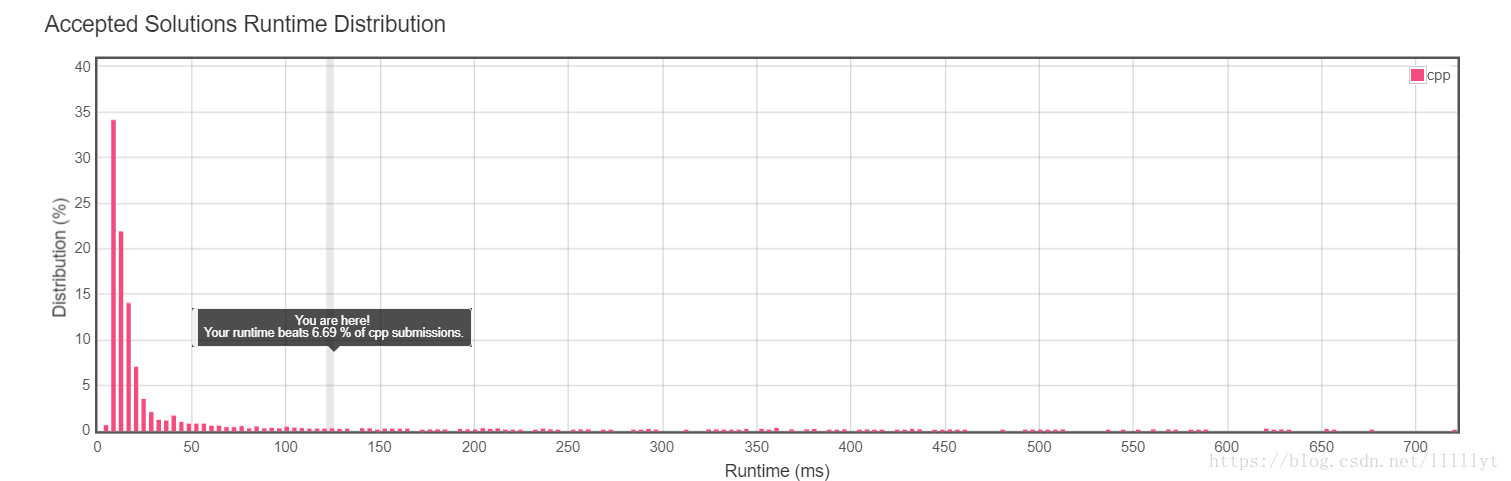 Accepted Solutions Runtime Distribution
40
35
30
25
20
15
10
5
0
Distribution (%)
cpp
You are here!
Your runtime beats 6.69 % of cpp submissions.
0 50 100 150 200 250 300 350 400 450 500 550 600 650 700
Runtime (ms)
https://blog.csdn.net/lllllyt